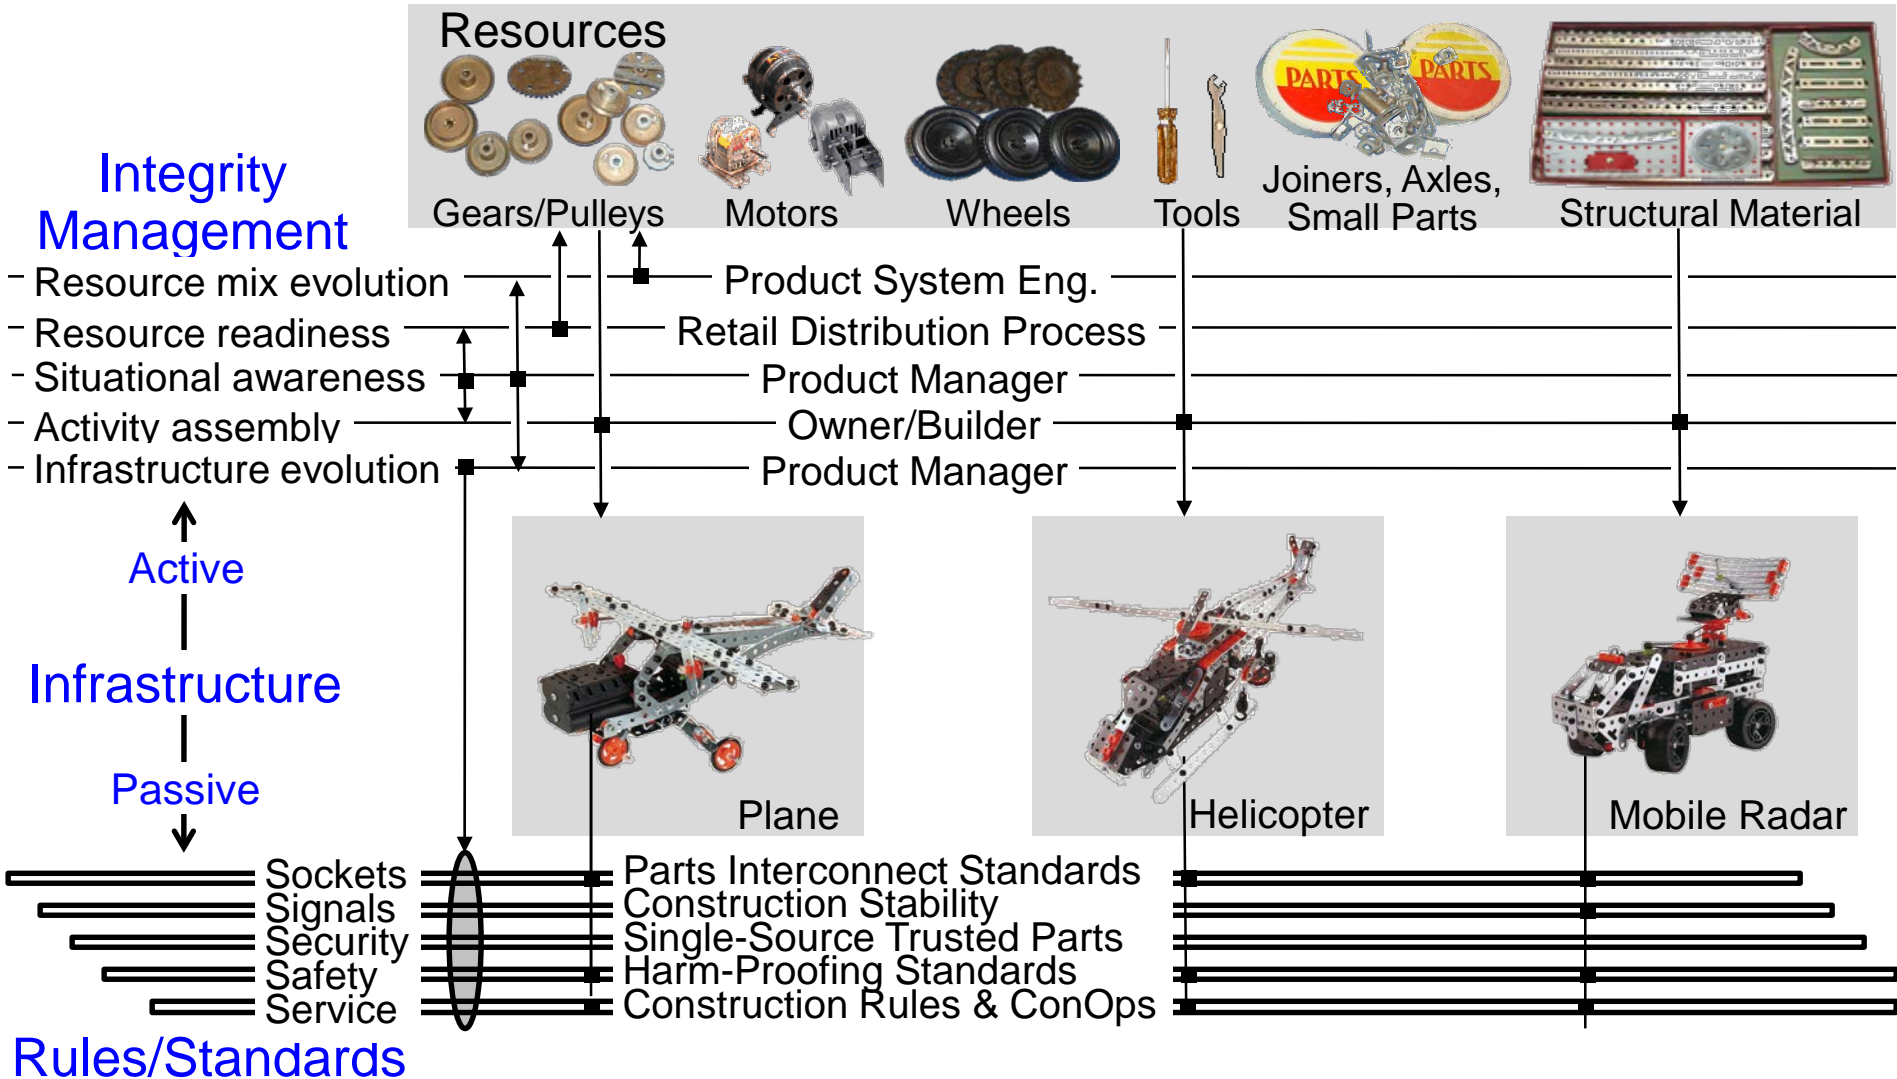 Resources
PARTS
PARTS
Gears/Pulleys
Motors
Wheels
Tools
Joiners, Axles,
Small Parts
Structural Material
Integrity
Management
Resource mix evolution
Product System Eng.
Resource readiness
Retail Distribution Process
Situational awareness
Product Manager
Activity assembly
Owner/Builder
Infrastructure evolution
Product Manager
Active
Infrastructure
Passive
Plane
Helicopter
Mobile Radar
Sockets
Parts Interconnect Standards
Signals
Construction Stability
Security
Single-Source Trusted Parts
Safety
Harm-Proofing Standards
Service
Construction Rules & ConOps
Rules/Standards